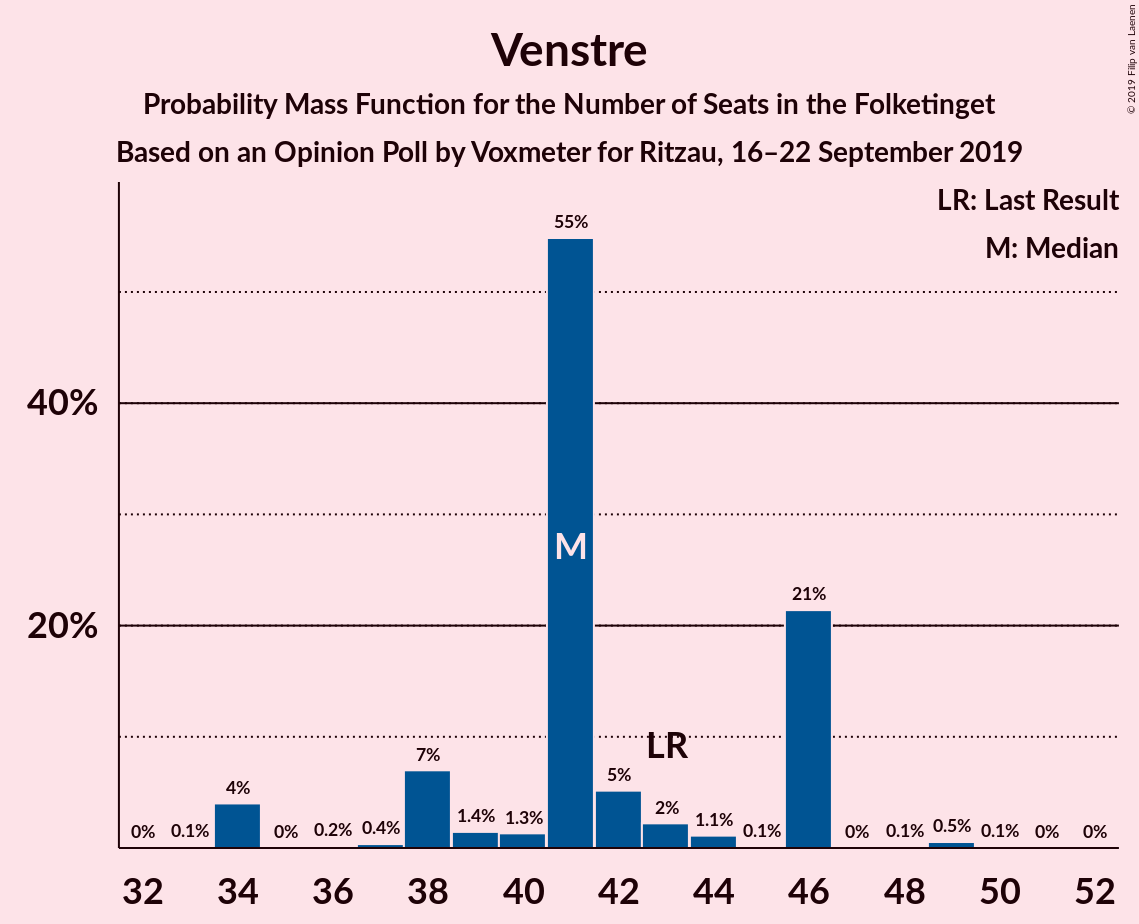 Venstre
Probability Mass Function for the Number of Seats in the Folketinget
Based on an Opinion Poll by Voxmeter for Ritzau, 16–22 September 2019
© 2019 Filip van Laenen
LR: Last Result
M: Median
40%
20%
0%
0.1%
4%
0%
0.2%
0.4%
7%
1.4%
1.3%
55%
M
5%
2%
LR
1.1%
0.1%
21%
0%
0.1%
0.5%
0.1%
0%
0%
32 34 36 38 40 42 44 46 48 50 52